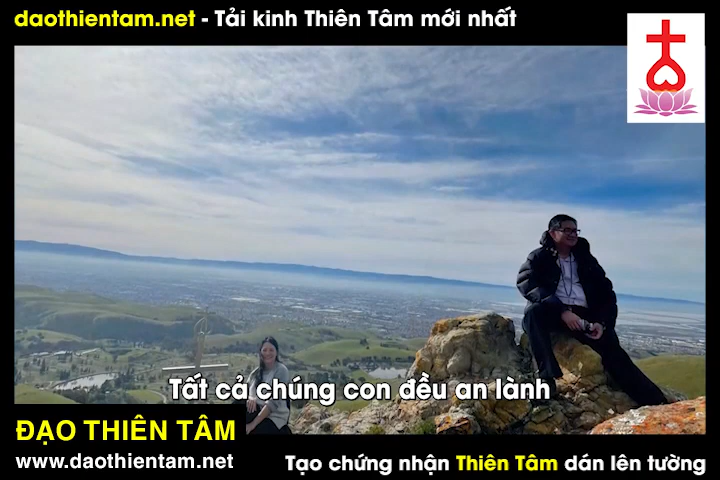 daothientam.net - Tải kinh Thiên Tâm mới nhất
Tất cả chúng con đều an lành
ĐẠO THIÊN TÂM
www.daothientam.net
Tạo chứng nhận Thiên Tâm dán lên tường